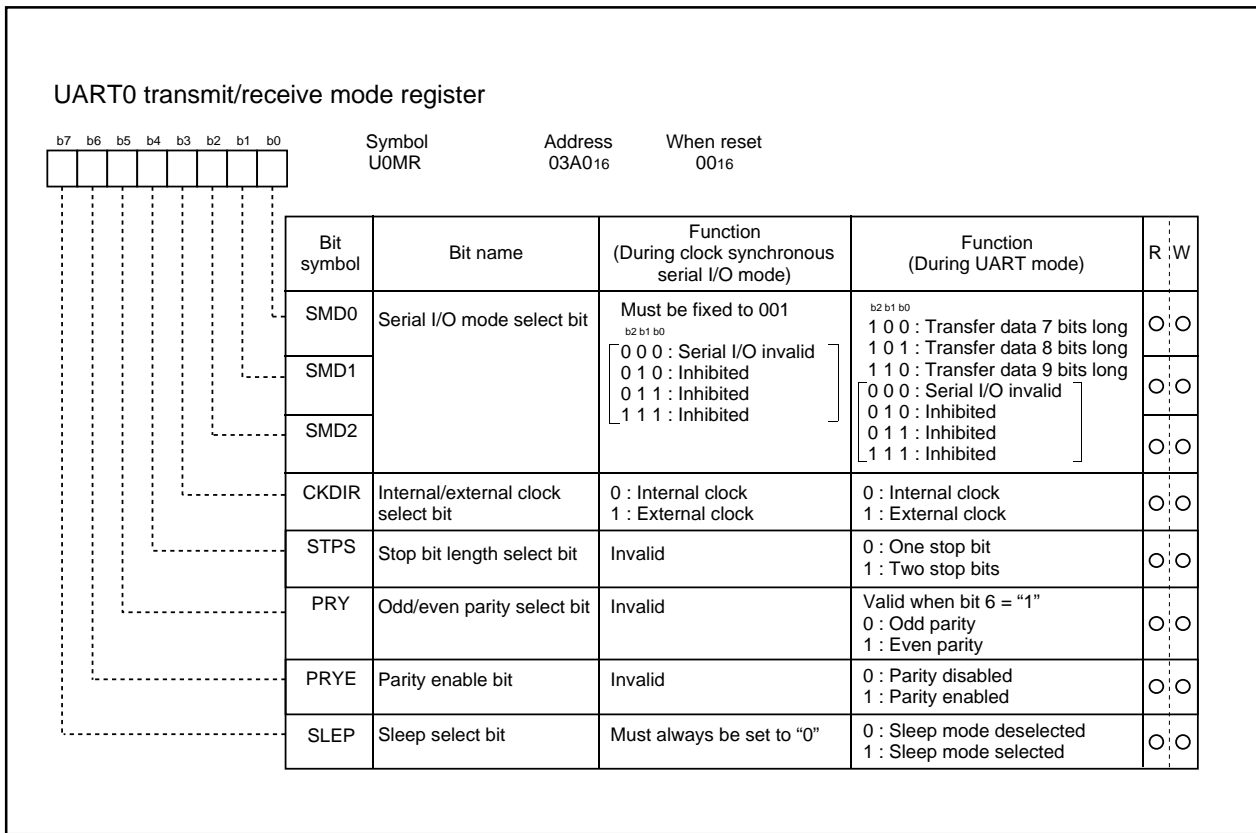 UART0 transmit/receive mode register
b7 b6 b5 b4 b3 b2 b1 b0
Symbol Address When reset
U0MR 03A016 0016
Bit symbol Bit name Function (During clock synchronous serial I/O mode) Function (During UART mode) R W
SMD0 Serial I/O mode select bit
SMD1
SMD2
Must be fixed to 001
b2 b1 b0
0 0 0 : Serial I/O invalid
0 1 0 : Inhibited
0 1 1 : Inhibited
1 1 1 : Inhibited
b2 b1 b0
1 0 0 : Transfer data 7 bits long
1 0 1 : Transfer data 8 bits long
1 1 0 : Transfer data 9 bits long
0 0 0 : Serial I/O invalid
0 1 0 : Inhibited
0 1 1 : Inhibited
1 1 1 : Inhibited
CKDIR Internal/external clock select bit
0 : Internal clock
1 : External clock
0 : Internal clock
1 : External clock
STPS Stop bit length select bit Invalid
0 : One stop bit
1 : Two stop bits
PRY Odd/even parity select bit Invalid
Valid when bit 6 = “1”
0 : Odd parity
1 : Even parity
PRYE Parity enable bit Invalid
0 : Parity disabled
1 : Parity enabled
SLEP Sleep select bit Must always be set to “0”
0 : Sleep mode deselected
1 : Sleep mode selected